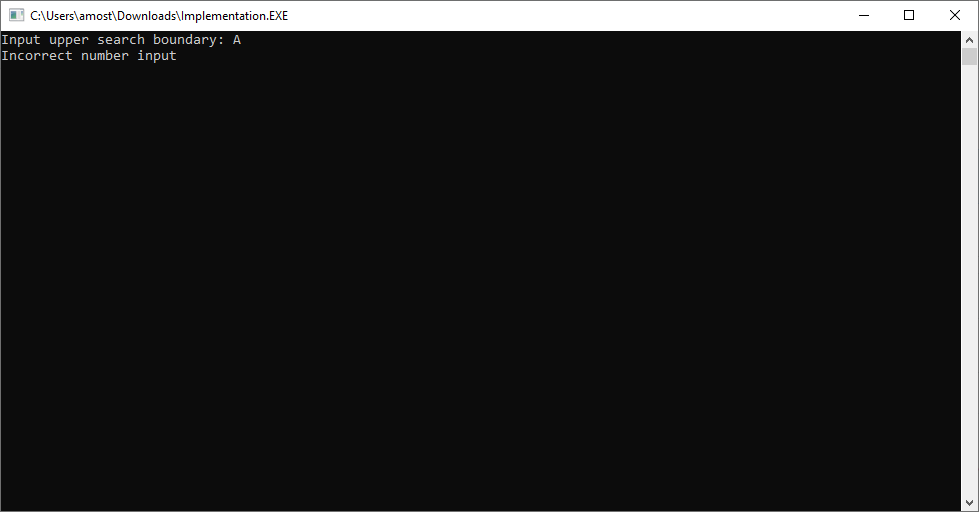 C:\Users\amost\Downloads\Implementation.EXE
Input upper search boundary: A
Incorrect number input